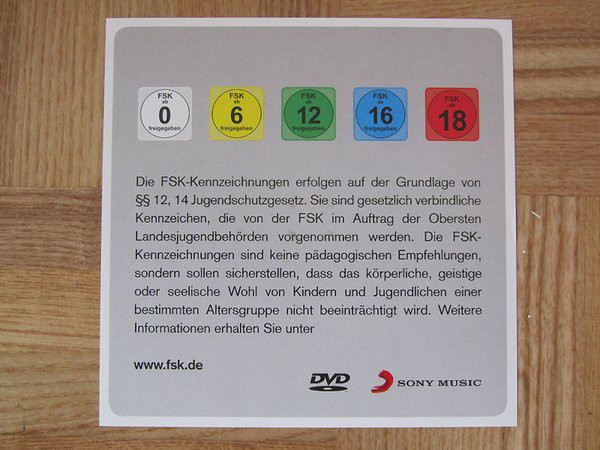 FSK ab 0 freigegeben
FSK ab 6 freigegeben
FSK ab 12 freigegeben
FSK ab 16 freigegeben
FSK ab 18
Die FSK-Kennzeichnungen erfolgen auf der Grundlage von
§§ 12, 14 Jugendschutzgesetz. Sie sind gesetzlich verbindliche
Kennzeichen, die von der FSK im Auftrag der Obersten
Landesjugendbehörden vorgenommen werden. Die FSK-
Kennzeichnungen sind keine pädagogischen Empfehlungen,
sondern sollen sicherstellen, dass das körperliche, geistige
oder seelische Wohl von Kindern und Jugendlichen einer
bestimmten Altersgruppe nicht beeinträchtigt wird. Weitere
Informationen erhalten Sie unter
www.fsk.de
DVD
SONY MUSIC